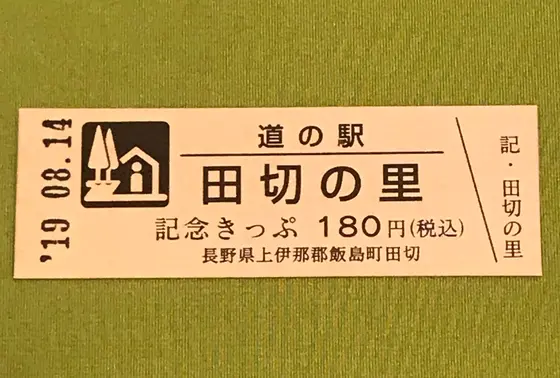 '19 08.14
道の駅
田切の里
記念きっぷ 180円(税込)
長野県上伊那郡飯島町田切
記・田切の里